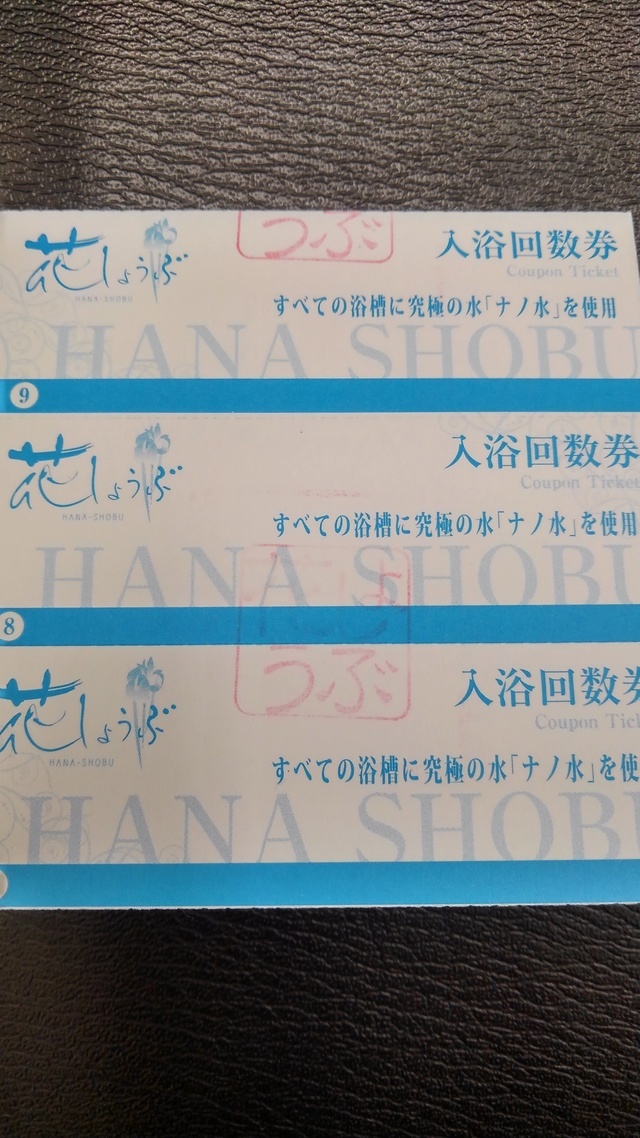 つぶ
花しょうぶ
HANA-SHOBU
入浴回数券
Coupon Ticket
すべての浴槽に究極の水「ナノ水」を使用
HANA SHOBU
9
花しょうぶ
HANA-SHOBU
入浴回数券
Coupon Ticket
すべての浴槽に究極の水「ナノ水」を使用
HANA SHOBU
8
うぶ
花しょうぶ
HANA-SHOBU
入浴回数券
Coupon Tick
すべての浴槽に究極の水「ナノ水」を使
HANA SHOBU